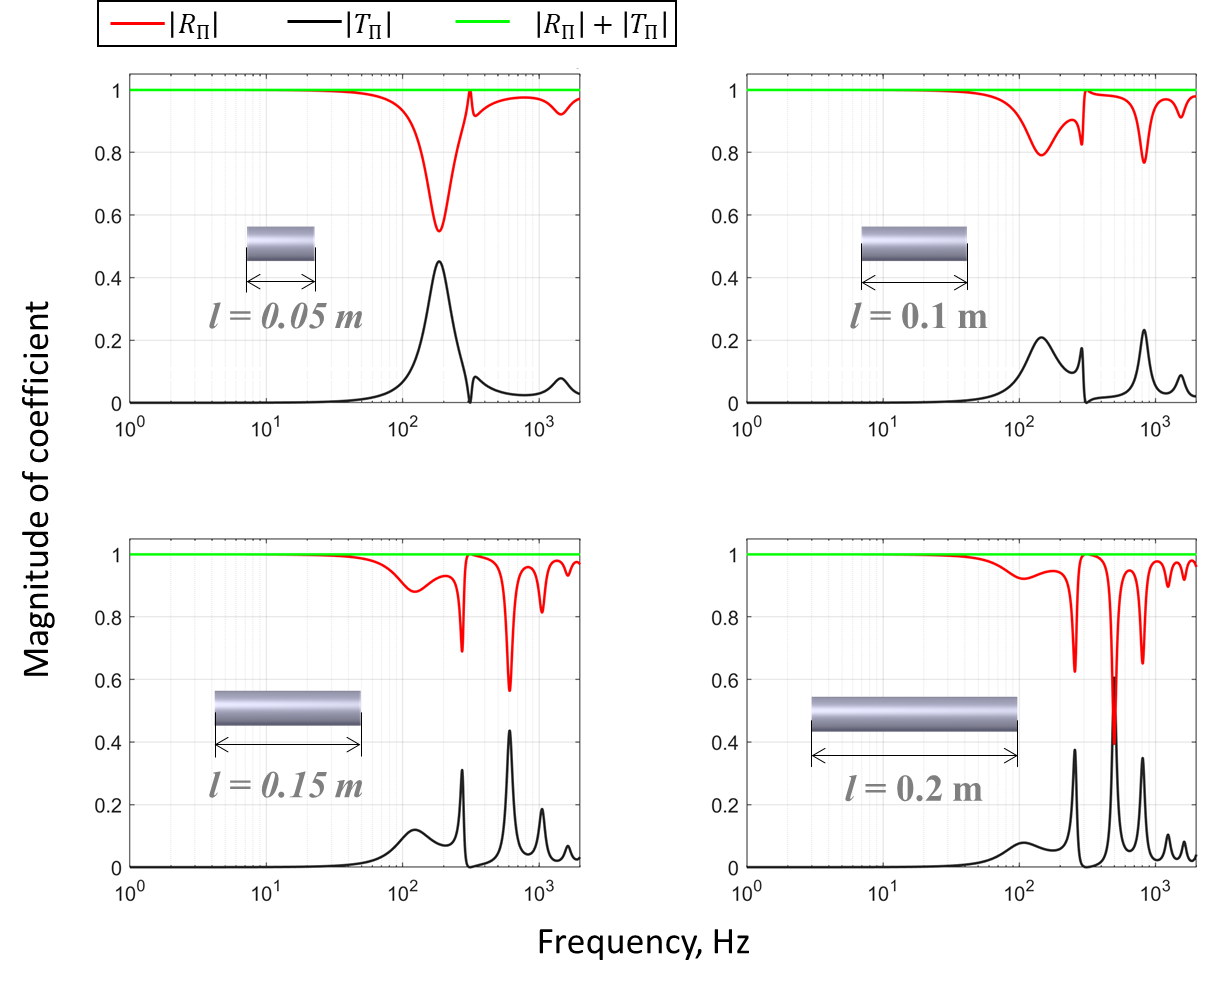 |R_Π| |T_Π| |R_Π| + |T_Π|
1 1
0.8 0.8
0.6 0.6
0.4 0.4
l = 0.05 m l = 0.1 m
0.2 0.2
0 0
10^0 10^1 10^2 10^3 10^0 10^1 10^2 10^3
Magnitude of coefficient
1 1
0.8 0.8
0.6 0.6
0.4 0.4
l = 0.15 m l = 0.2 m
0.2 0.2
0 0
10^0 10^1 10^2 10^3 10^0 10^1 10^2 10^3
Frequency, Hz